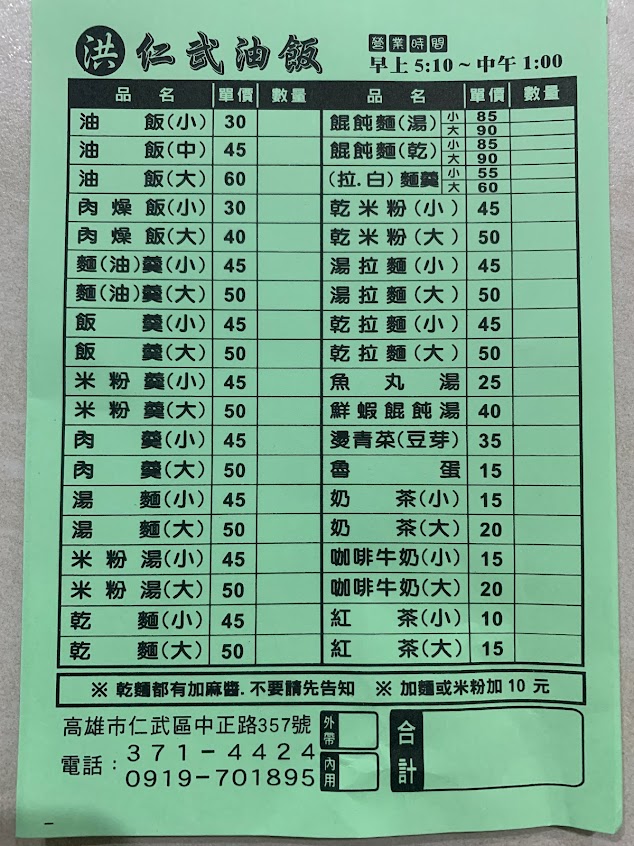 洪 仁武油飯
營業時間
早上 5:10 ~ 中午 1:00
品名 單價 數量 品名 單價 數量
油飯(小) 30 餛飩麵(湯) 小 85 大 90
油飯(中) 45 餛飩麵(乾) 小 85 大 90
油飯(大) 60 (拉.白)麵羹 小 55 大 60
肉燥飯(小) 30 乾米粉(小) 45
肉燥飯(大) 40 乾米粉(大) 50
麵(油)羹(小) 45 湯拉麵(小) 45
麵(油)羹(大) 50 湯拉麵(大) 50
飯羹(小) 45 乾拉麵(小) 45
飯羹(大) 50 乾拉麵(大) 50
米粉羹(小) 45 魚丸湯 25
米粉羹(大) 50 鮮蝦餛飩湯 40
肉羹(小) 45 燙青菜(豆芽) 35
肉羹(大) 50 魯蛋 15
湯麵(小) 45 奶茶(小) 15
湯麵(大) 50 奶茶(大) 20
米粉湯(小) 45 咖啡牛奶(小) 15
米粉湯(大) 50 咖啡牛奶(大) 20
乾麵(小) 45 紅茶(小) 10
乾麵(大) 50 紅茶(大) 15
※ 乾麵都有加麻醬.不要請先告知 ※ 加麵或米粉加 10 元
高雄市仁武區中正路357號
電話：371-4424
0919-701895
外帶
內用
合計